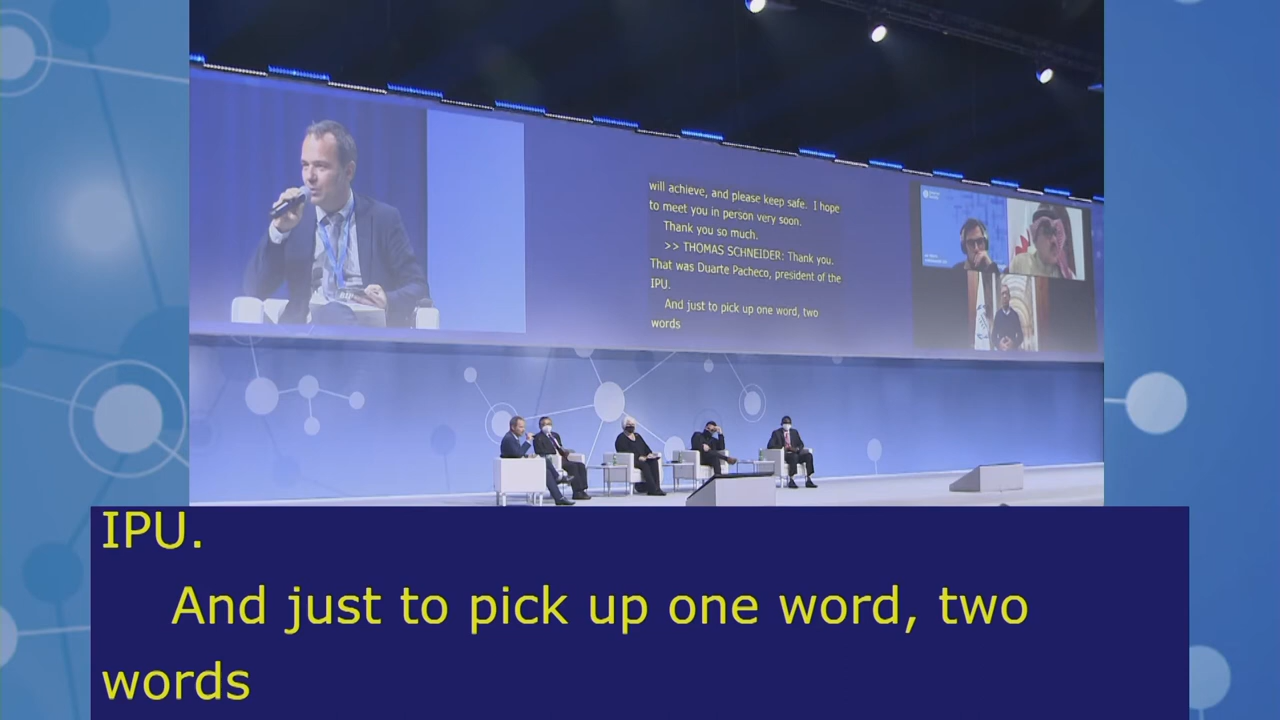 will achieve, and please keep safe. I hope
to meet you in person very soon.
Thank you so much.
>> THOMAS SCHNEIDER: Thank you.
That was Duarte Pacheco, president of the
IPU.
And just to pick up one word, two
words
IPU.
And just to pick up one word, two
words